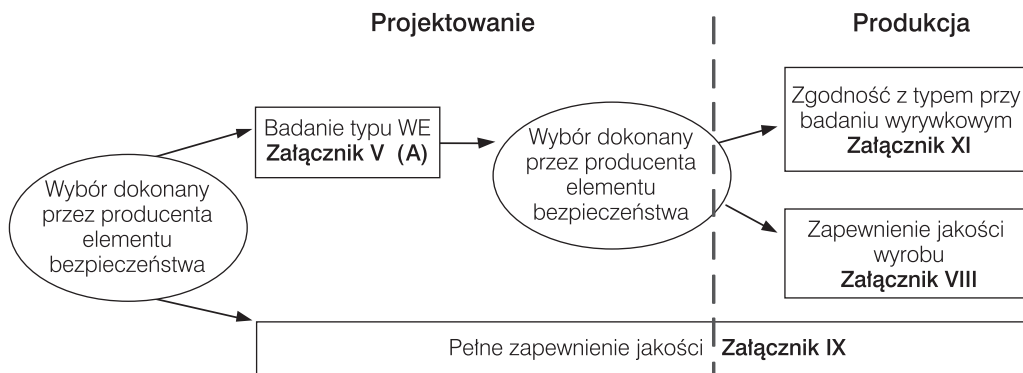 Projektowanie
Produkcja
Wybór dokonany
przez producenta
elementu
bezpieczeństwa
Badanie typu WE
Załącznik V (A)
Wybór dokonany
przez producenta
elementu
bezpieczeństwa
Zgodność z typem przy
badaniu wyrywkowym
Załącznik XI
Zapewnienie jakości
wyrobu
Załącznik VIII
Pełne zapewnienie jakości Załącznik IX